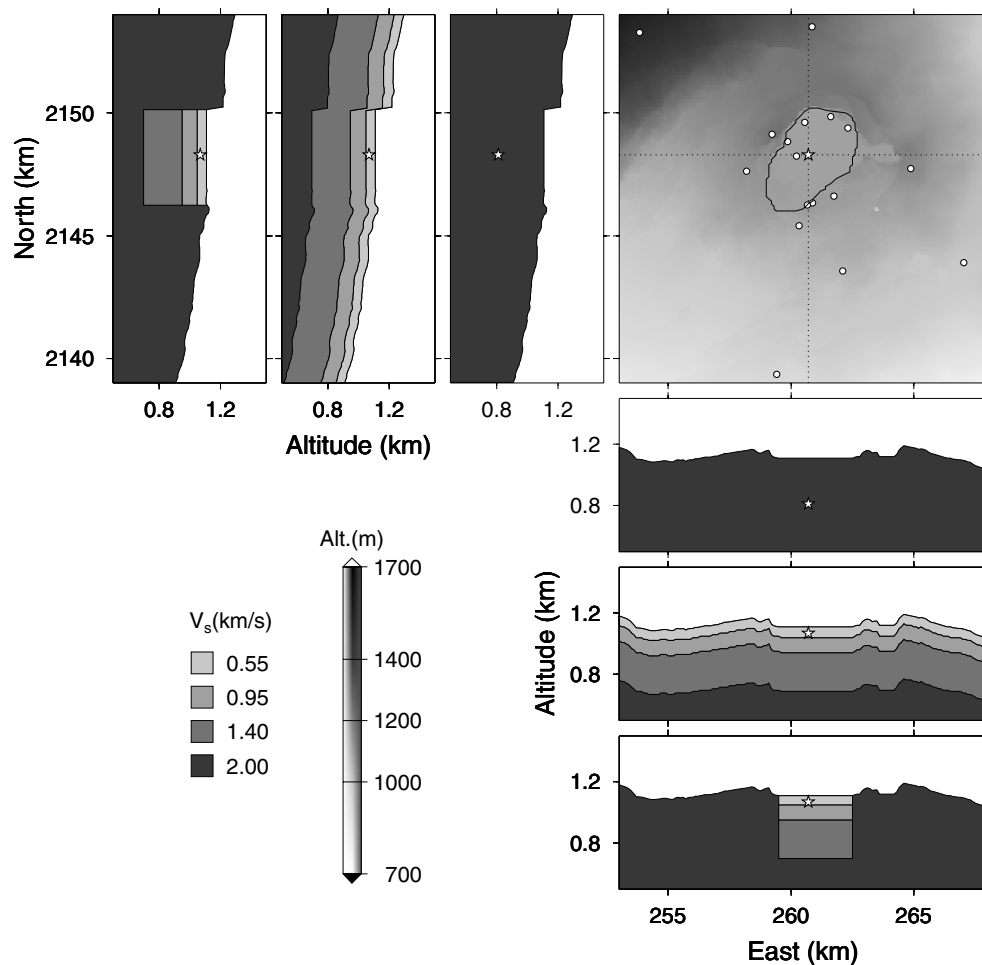 North (km)
2150
2145
2140
0.8 1.2 0.8 1.2 0.8 1.2
Altitude (km)
1.2
0.8
1.2
0.8
1.2
0.8
Altitude (km)
255 260 265
East (km)
Alt.(m)
1700
1400
1200
1000
700
Vs(km/s)
0.55
0.95
1.40
2.00